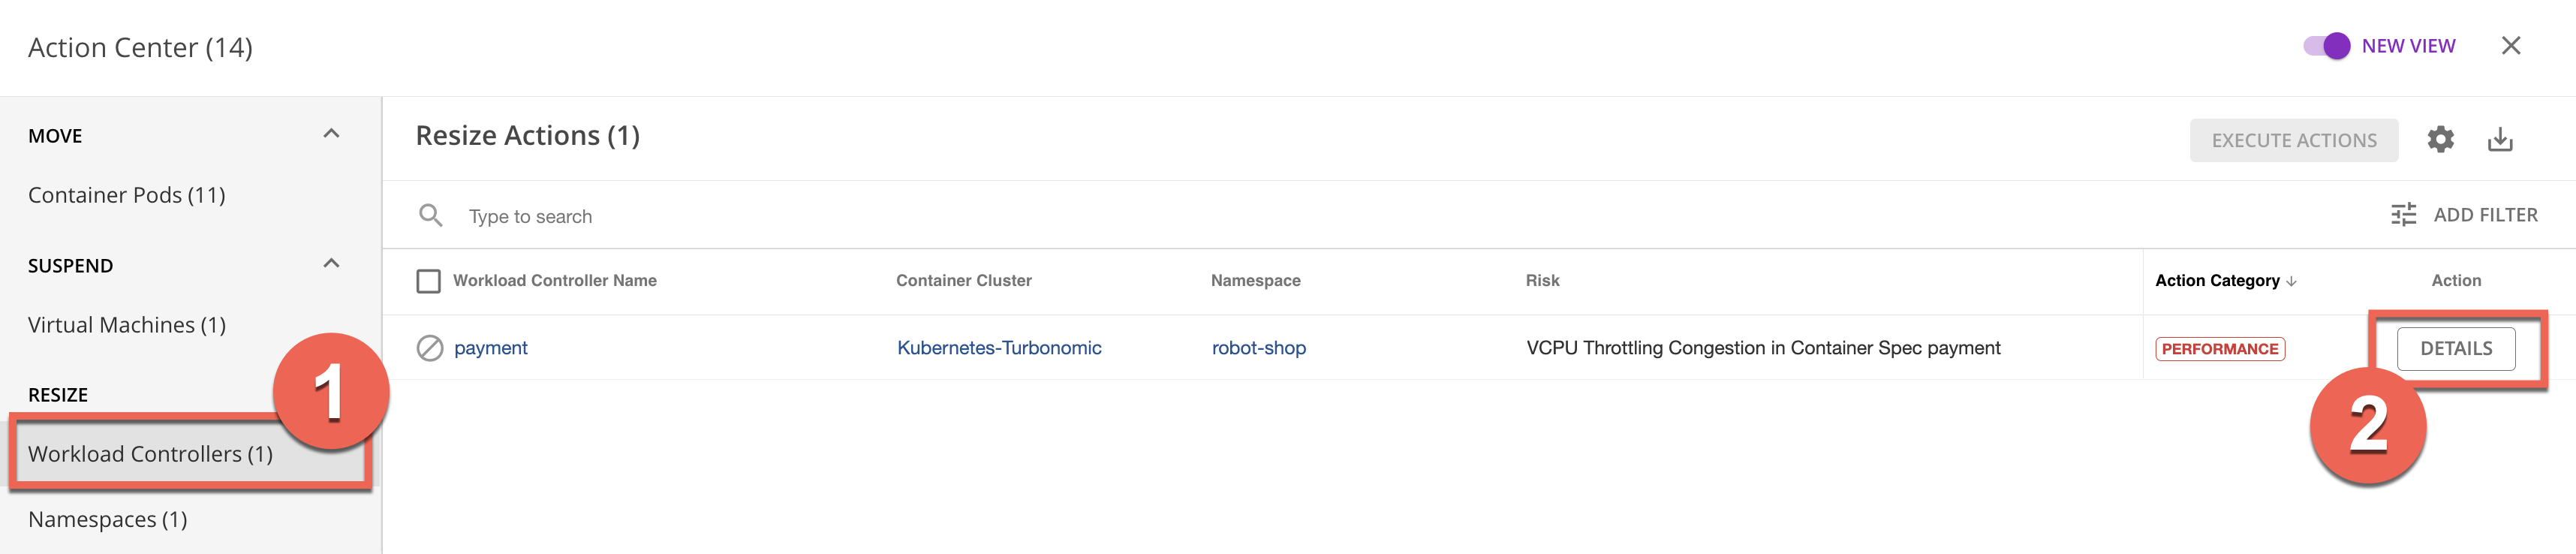 Action Center (14)
NEW VIEW
MOVE
Container Pods (11)
SUSPEND
Virtual Machines (1)
RESIZE
1
Workload Controllers (1)
Namespaces (1)
Resize Actions (1)
EXECUTE ACTIONS
Type to search
ADD FILTER
Workload Controller Name Container Cluster Namespace Risk Action Category Action
payment Kubernetes-Turbonomic robot-shop VCPU Throttling Congestion in Container Spec payment PERFORMANCE DETAILS
2